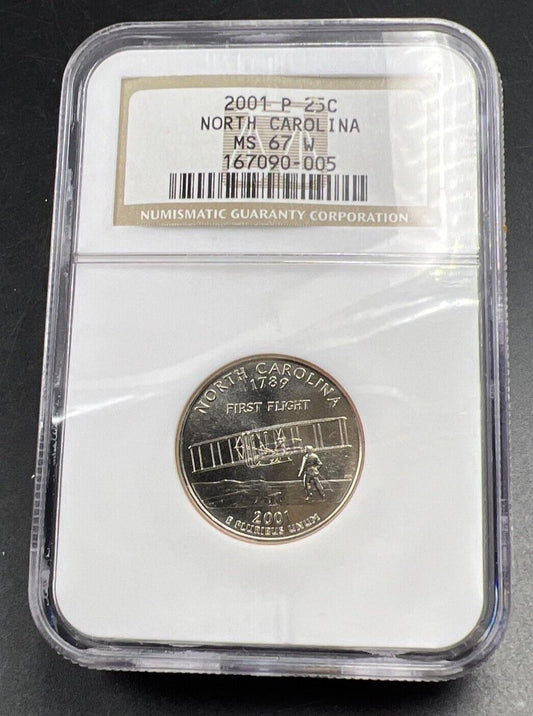 2001 P 25C
NORTH CAROLINA
MS 67 W
167090-005
NUMISMATIC GUARANTY CORPORATION
NORTH CAROLINA
1789
FIRST FLIGHT
2001
E PLURIBUS UNUM